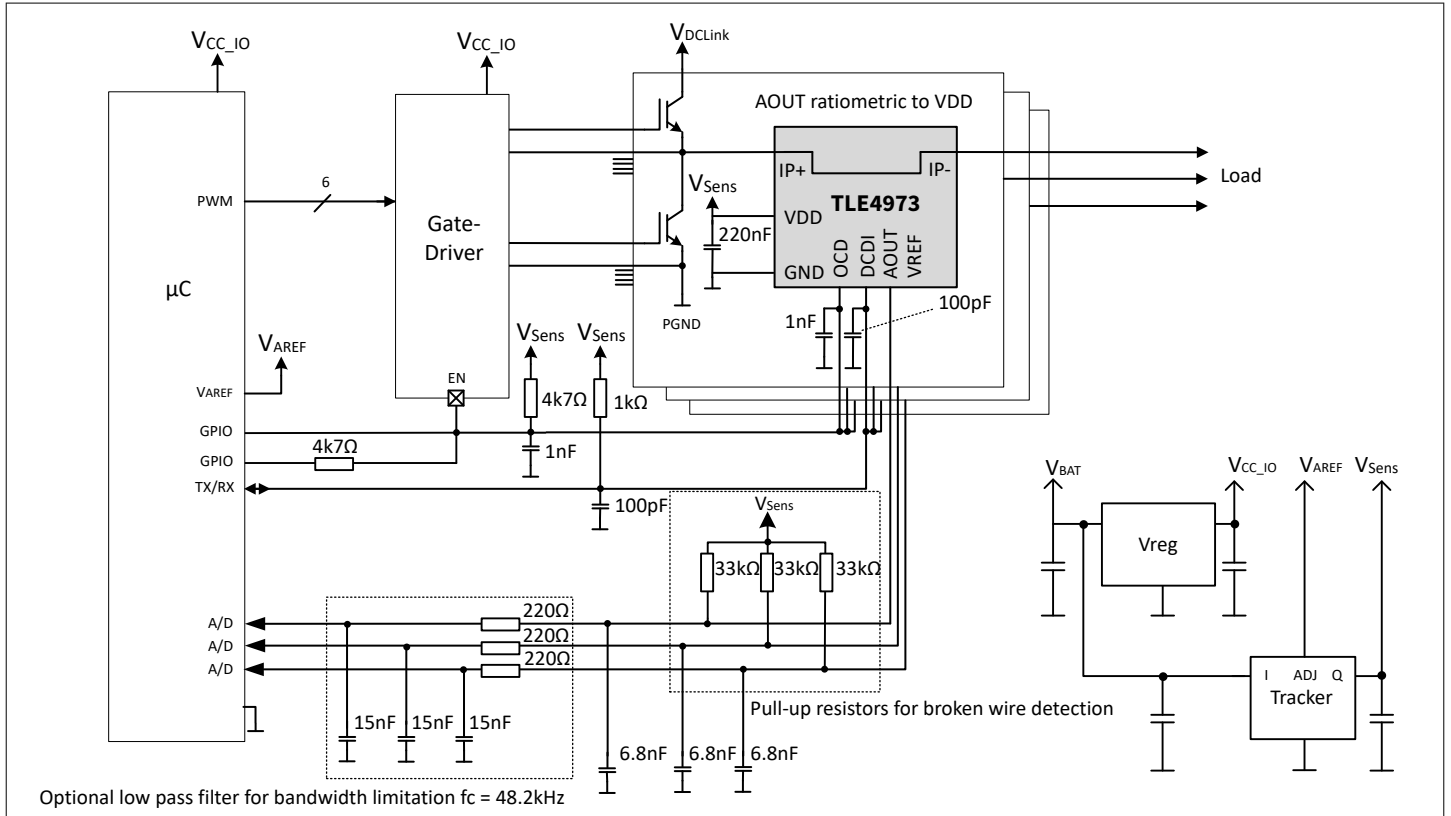 VCC_IO
VCC_IO
VDCLink
AOUT ratiometric to VDD
IP+
IP-
TLE4973
VSens
VDD
220nF
GND
OCD
DCDI
AOUT
VREF
Load
PWM
6
Gate-
Driver
µC
PGND
1nF
100pF
VAREF
VSens
VSens
EN
VAREF
4k7Ω
1kΩ
GPIO
GPIO
4k7Ω
1nF
TX/RX
100pF
VSens
33kΩ
33kΩ
33kΩ
VBAT
VCC_IO
VAREF
VSens
Vreg
A/D
220Ω
A/D
220Ω
A/D
220Ω
I
ADJ
Q
Tracker
Pull-up resistors for broken wire detection
15nF
15nF
15nF
6.8nF
6.8nF
6.8nF
Optional low pass filter for bandwidth limitation fc = 48.2kHz